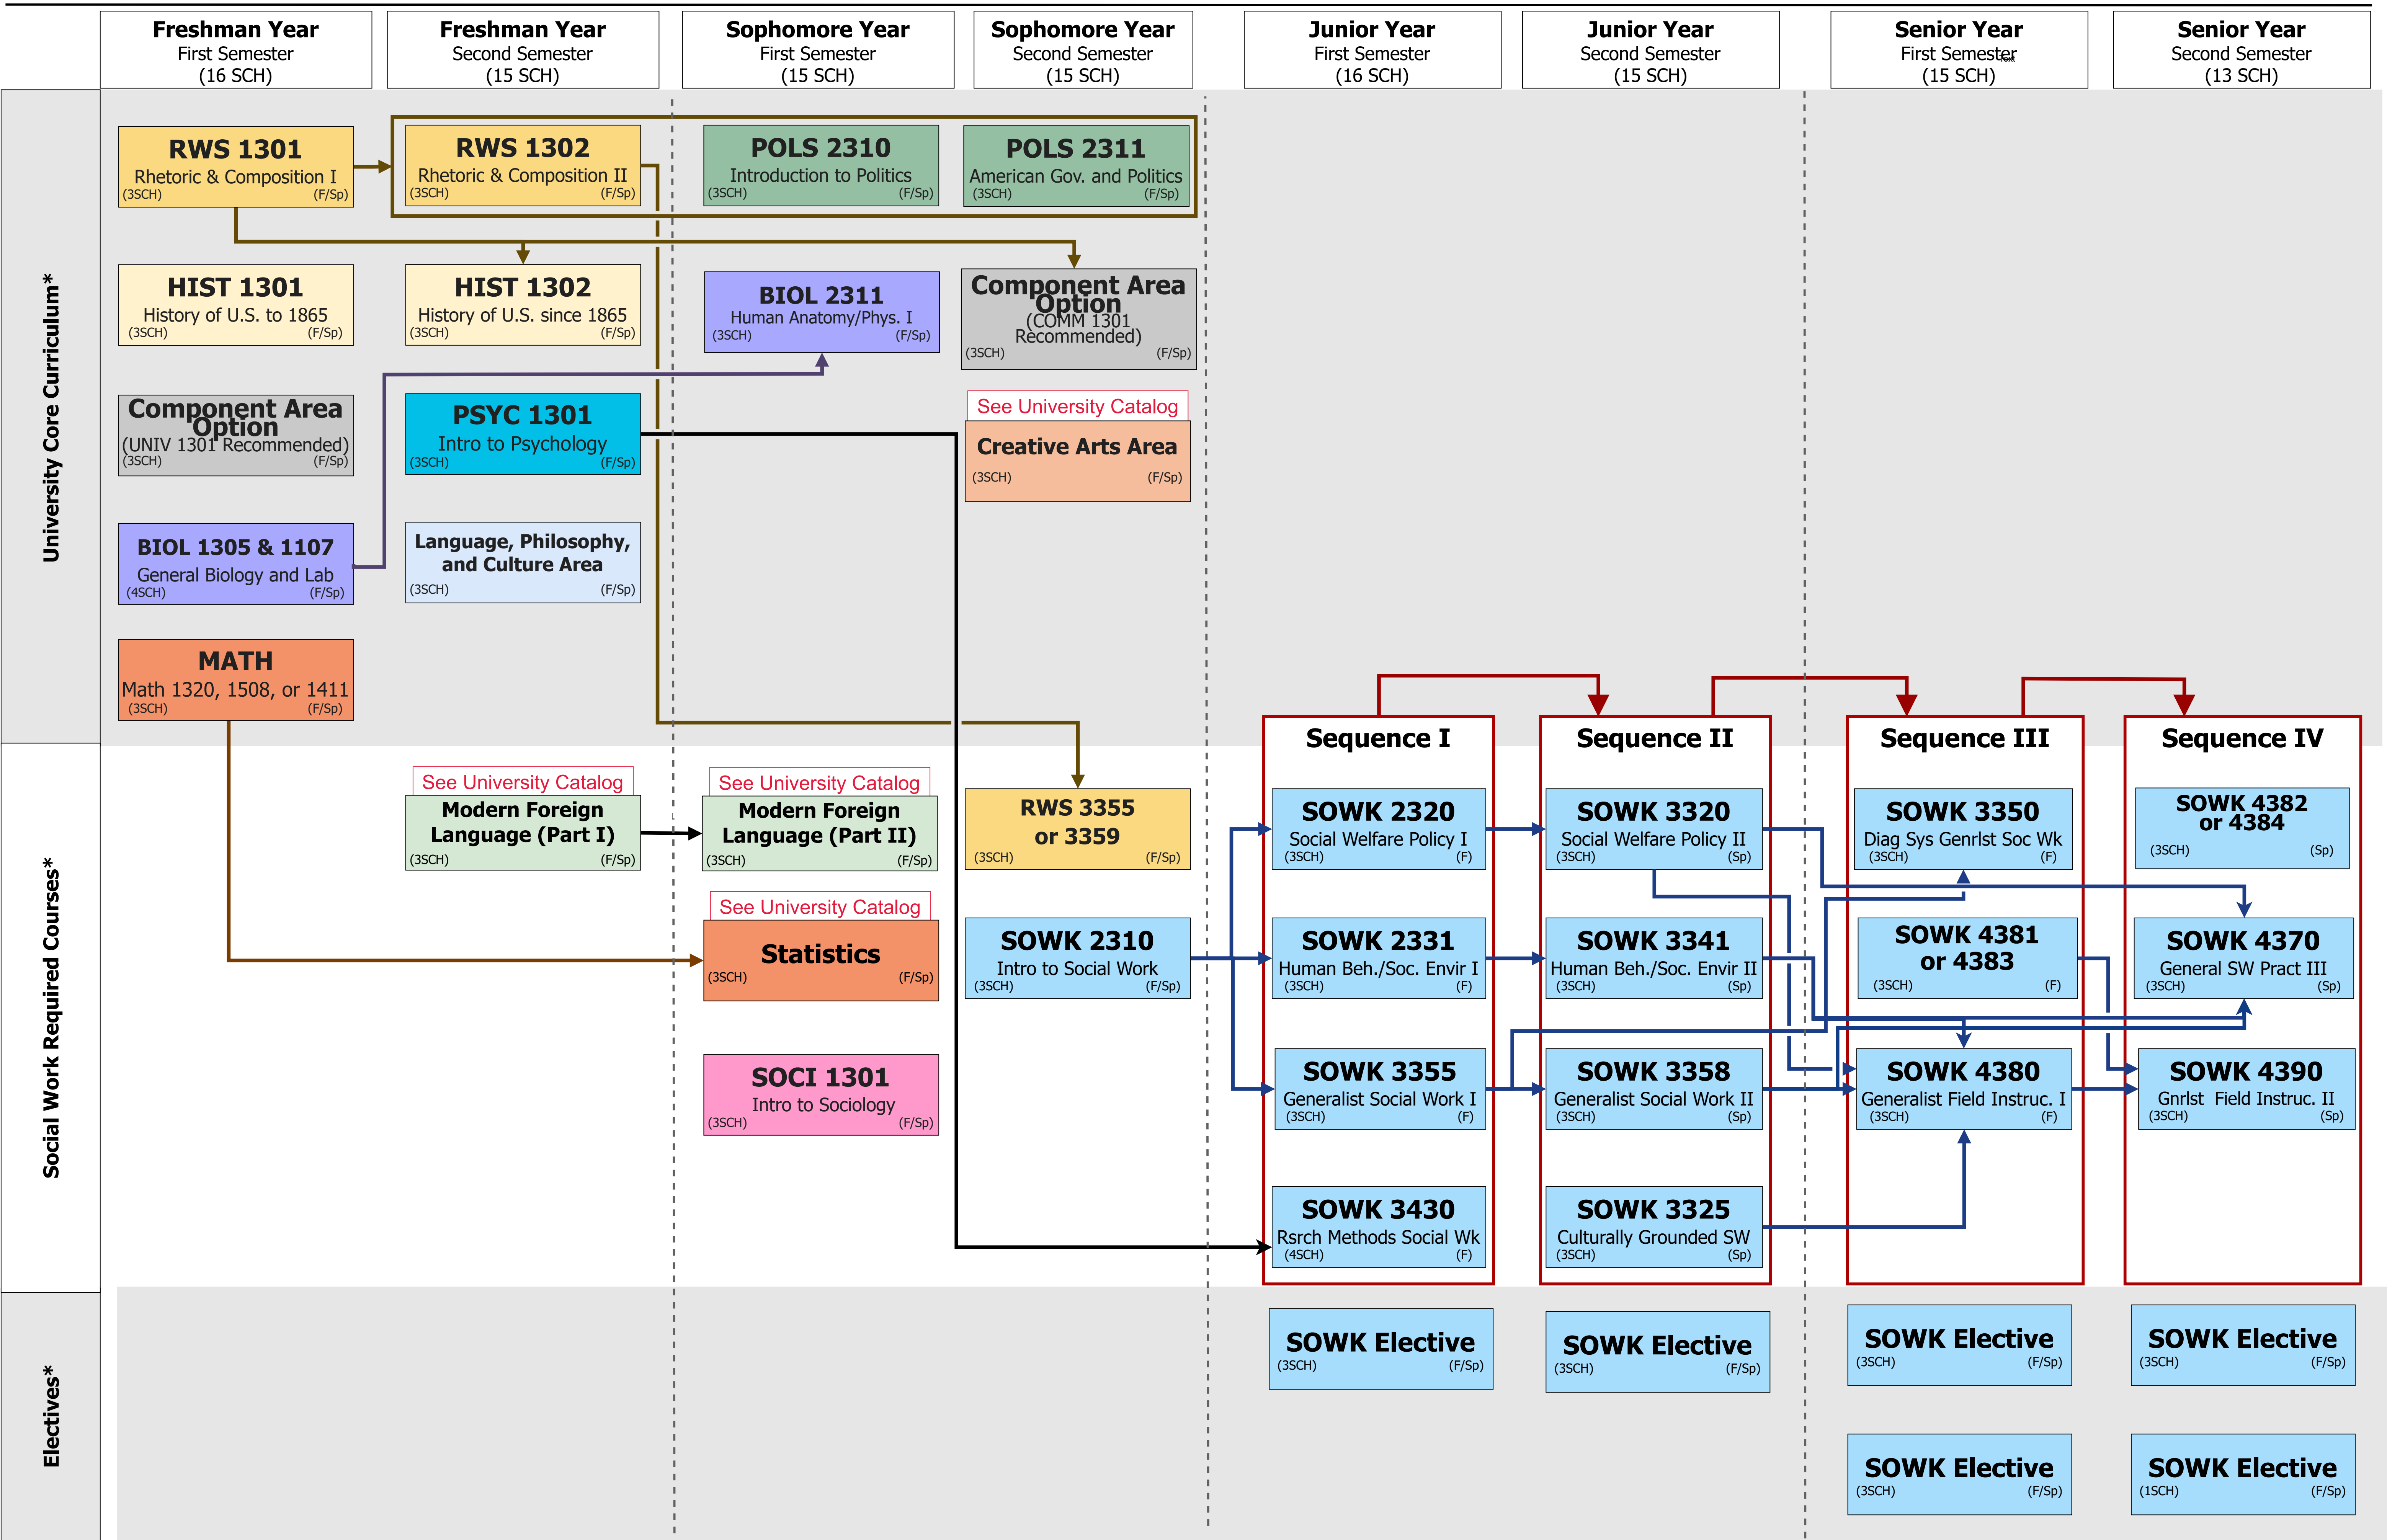 Freshman Year
First Semester
(16 SCH)
Freshman Year
Second Semester
(15 SCH)
Sophomore Year
First Semester
(15 SCH)
Sophomore Year
Second Semester
(15 SCH)
Junior Year
First Semester
(16 SCH)
Junior Year
Second Semester
(15 SCH)
Senior Year
First Semester
(15 SCH)
Senior Year
Second Semester
(13 SCH)
University Core Curriculum*
RWS 1301
Rhetoric & Composition I
(3SCH) (F/Sp)
RWS 1302
Rhetoric & Composition II
(3SCH) (F/Sp)
POLS 2310
Introduction to Politics
(3SCH) (F/Sp)
POLS 2311
American Gov. and Politics
(3SCH) (F/Sp)
HIST 1301
History of U.S. to 1865
(3SCH) (F/Sp)
HIST 1302
History of U.S. since 1865
(3SCH) (F/Sp)
BIOL 2311
Human Anatomy/Phys. I
(3SCH) (F/Sp)
Component Area
Option
(COMM 1301
Recommended)
(3SCH) (F/Sp)
Component Area
Option
(UNIV 1301 Recommended)
(3SCH) (F/Sp)
PSYC 1301
Intro to Psychology
(3SCH) (F/Sp)
See University Catalog
Creative Arts Area
(3SCH) (F/Sp)
BIOL 1305 & 1107
General Biology and Lab
(4SCH) (F/Sp)
Language, Philosophy,
and Culture Area
(3SCH) (F/Sp)
MATH
Math 1320, 1508, or 1411
(3SCH) (F/Sp)
Sequence I
Sequence II
Sequence III
Sequence IV
Social Work Required Courses*
See University Catalog
Modern Foreign
Language (Part I)
(3SCH) (F/Sp)
See University Catalog
Modern Foreign
Language (Part II)
(3SCH) (F/Sp)
RWS 3355
or 3359
(3SCH) (F/Sp)
SOWK 2320
Social Welfare Policy I
(3SCH) (F)
SOWK 3320
Social Welfare Policy II
(3SCH) (Sp)
SOWK 3350
Diag Sys Genrlst Soc Wk
(3SCH) (F)
SOWK 4382
or 4384
(3SCH) (Sp)
See University Catalog
Statistics
(3SCH) (F/Sp)
SOWK 2310
Intro to Social Work
(3SCH) (F/Sp)
SOWK 2331
Human Beh./Soc. Envir I
(3SCH) (F)
SOWK 3341
Human Beh./Soc. Envir II
(3SCH) (Sp)
SOWK 4381
or 4383
(3SCH) (F)
SOWK 4370
General SW Pract III
(3SCH) (Sp)
SOCI 1301
Intro to Sociology
(3SCH) (F/Sp)
SOWK 3355
Generalist Social Work I
(3SCH) (F)
SOWK 3358
Generalist Social Work II
(3SCH) (Sp)
SOWK 4380
Generalist Field Instruc. I
(3SCH) (F)
SOWK 4390
Gnrlst Field Instruc. II
(3SCH) (Sp)
SOWK 3430
Rsrch Methods Social Wk
(4SCH) (F)
SOWK 3325
Culturally Grounded SW
(3SCH) (Sp)
Electives*
SOWK Elective
(3SCH) (F/Sp)
SOWK Elective
(3SCH) (F/Sp)
SOWK Elective
(3SCH) (F/Sp)
SOWK Elective
(3SCH) (F/Sp)
SOWK Elective
(3SCH) (F/Sp)
SOWK Elective
(1SCH) (F/Sp)